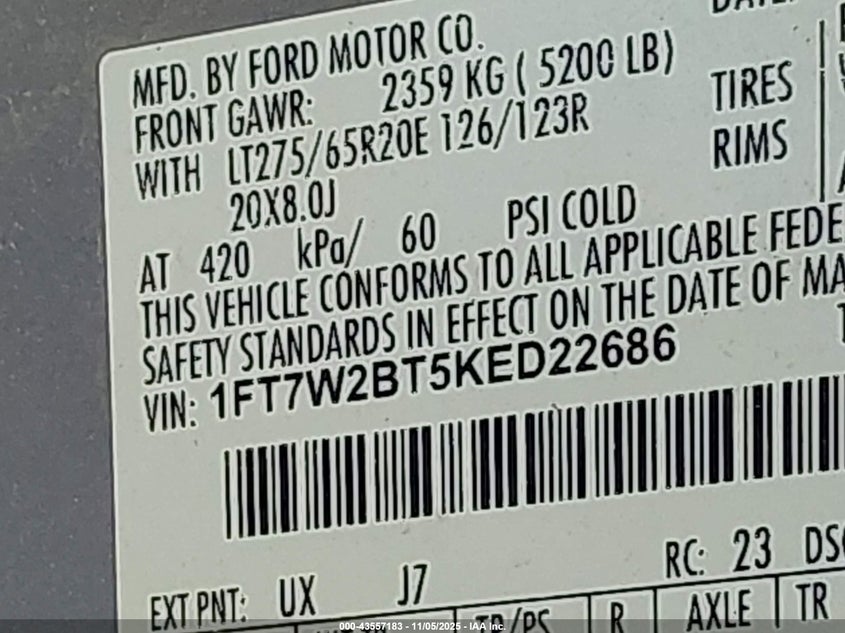 MFD. BY FORD MOTOR CO.
FRONT GAWR: 2359 KG ( 5200 LB)
WITH LT275/65R20E 126/123R TIRES
20X8.0J RIMS
AT 420 kPa/ 60 PSI COLD
THIS VEHICLE CONFORMS TO ALL APPLICABLE FEDE
SAFETY STANDARDS IN EFFECT ON THE DATE OF MA
VIN: 1FT7W2BT5KED22686
EXT PNT: UX J7 RC: 23 DS
R AXLE TR
000-43557183 - 11/05/2025 - IAA Inc.